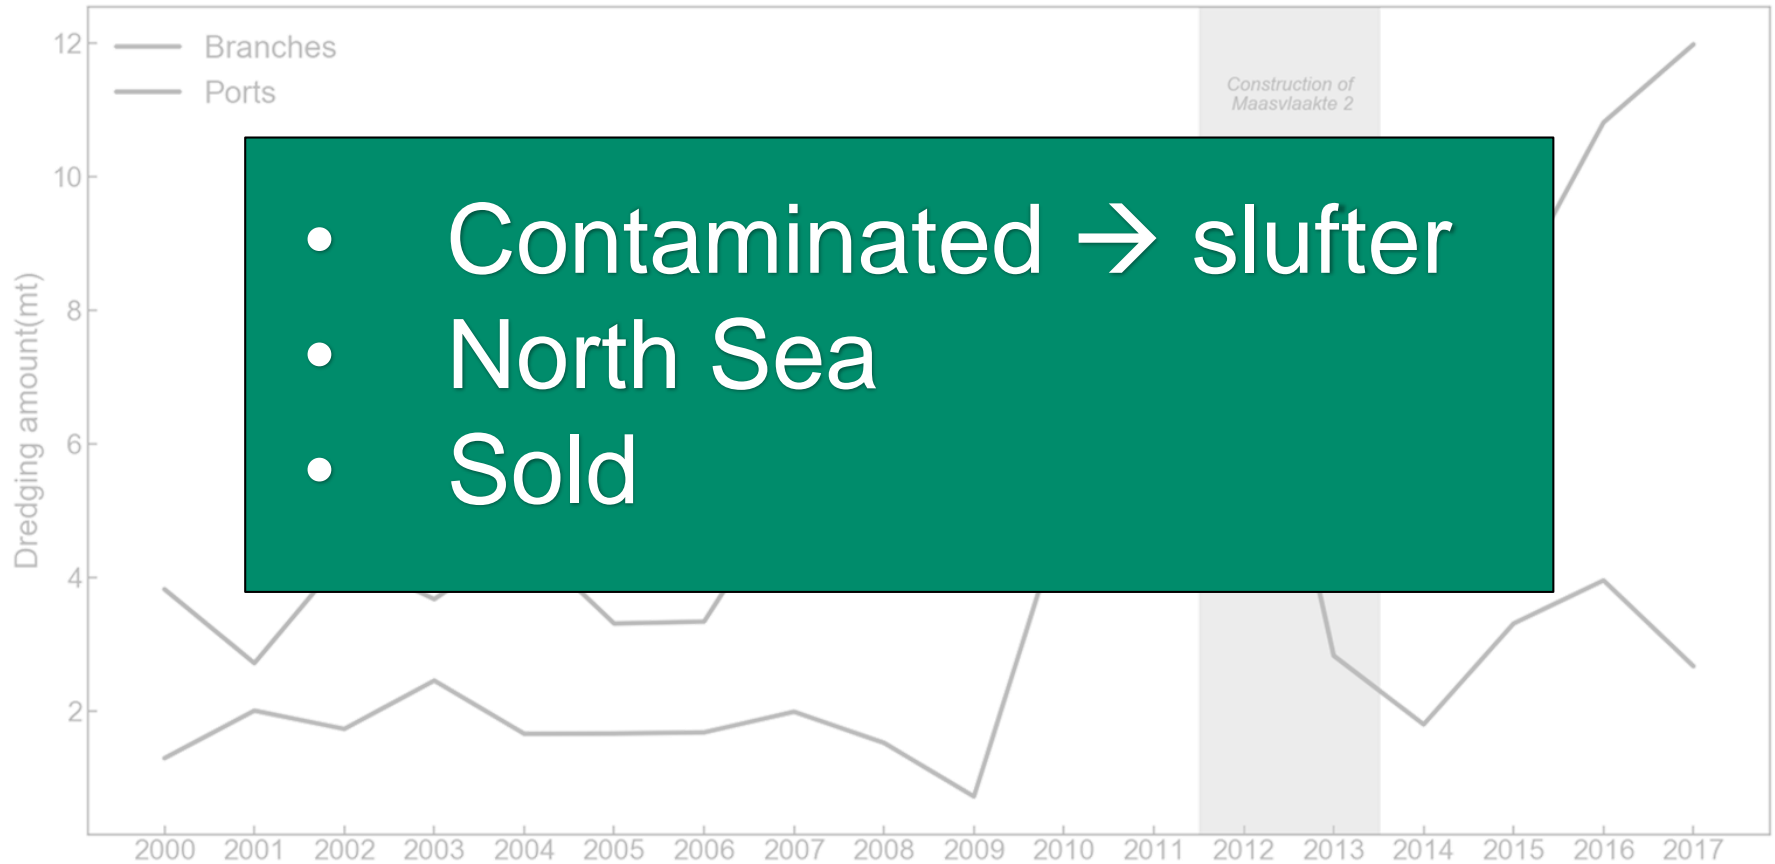 12
Branches
Ports
Construction of
Maasvlaakte 2
10
• Contaminated → slufter
8
• North Sea
Dredging amount(mt)
6
• Sold
4
2
2000 2001 2002 2003 2004 2005 2006 2007 2008 2009 2010 2011 2012 2013 2014 2015 2016 2017